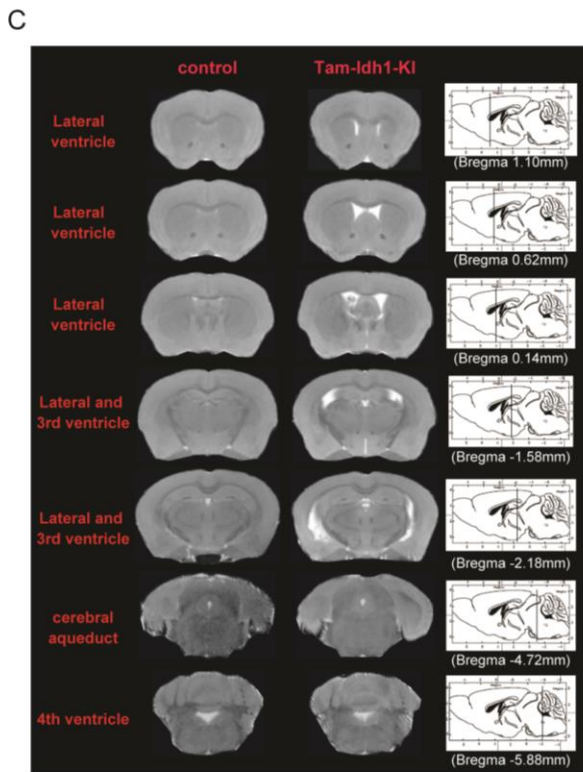 C
control Tam-Idh1-KI
Lateral
ventricle
(Bregma 1.10mm)
Lateral
ventricle
(Bregma 0.62mm)
Lateral
ventricle
(Bregma 0.14mm)
Lateral and
3rd ventricle
(Bregma -1.58mm)
Lateral and
3rd ventricle
(Bregma -2.18mm)
cerebral
aqueduct
(Bregma -4.72mm)
4th ventricle
(Bregma -5.88mm)